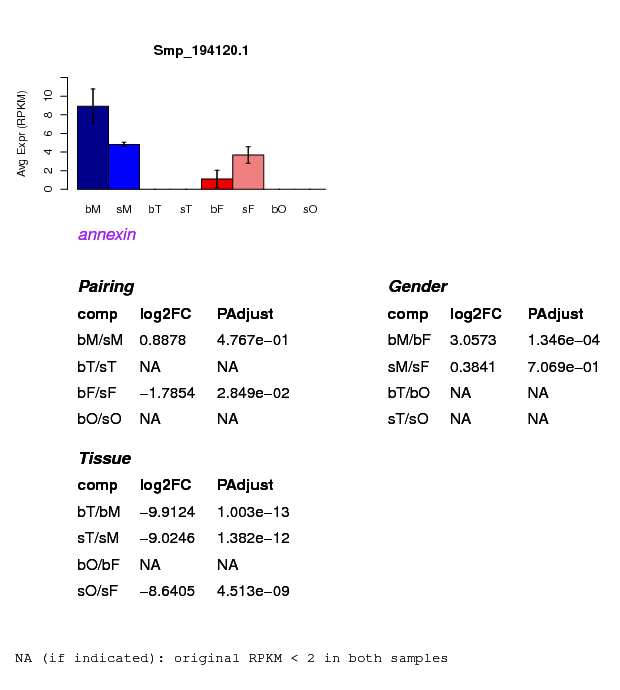 Smp_194120.1
Avg Expr (RPKM)
10
8
6
4
2
0
bM sM bT sT bF sF bO sO
annexin
Pairing
comp log2FC PAdjust
bM/sM 0.8878 4.767e−01
bT/sT NA NA
bF/sF −1.7854 2.849e−02
bO/sO NA NA
Gender
comp log2FC PAdjust
bM/bF 3.0573 1.346e−04
sM/sF 0.3841 7.069e−01
bT/bO NA NA
sT/sO NA NA
Tissue
comp log2FC PAdjust
bT/bM −9.9124 1.003e−13
sT/sM −9.0246 1.382e−12
bO/bF NA NA
sO/sF −8.6405 4.513e−09
NA (if indicated): original RPKM < 2 in both samples